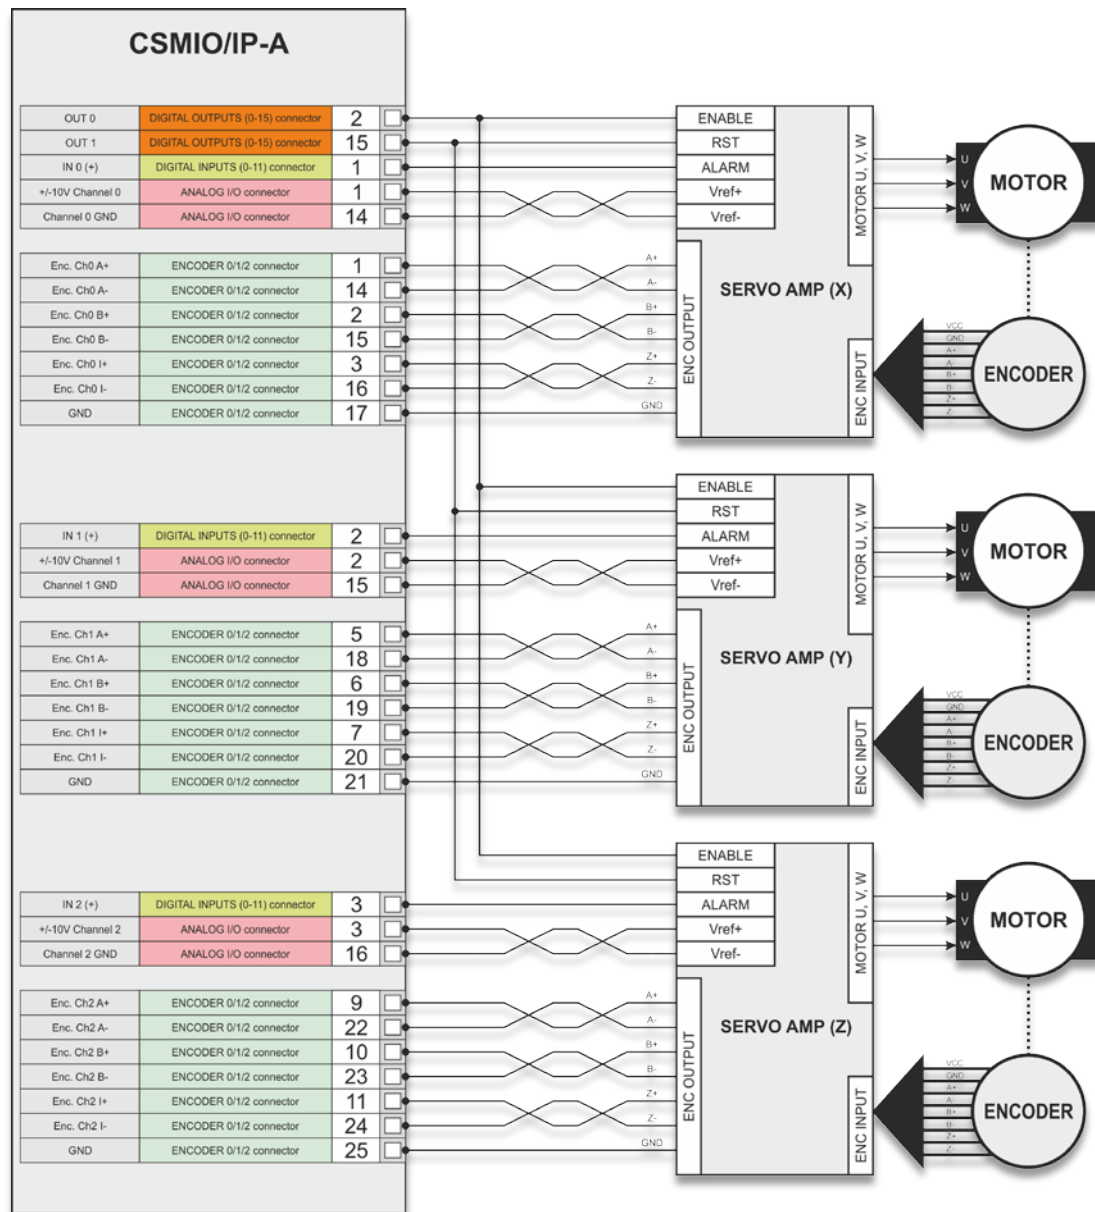 CSMIO/IP-A
OUT 0 DIGITAL OUTPUTS (0-15) connector 2
OUT 1 DIGITAL OUTPUTS (0-15) connector 15
IN 0 (+) DIGITAL INPUTS (0-11) connector 1
+/-10V Channel 0 ANALOG I/O connector 1
Channel 0 GND ANALOG I/O connector 14
Enc. Ch0 A+ ENCODER 0/1/2 connector 1
Enc. Ch0 A- ENCODER 0/1/2 connector 14
Enc. Ch0 B+ ENCODER 0/1/2 connector 2
Enc. Ch0 B- ENCODER 0/1/2 connector 15
Enc. Ch0 I+ ENCODER 0/1/2 connector 3
Enc. Ch0 I- ENCODER 0/1/2 connector 16
GND ENCODER 0/1/2 connector 17
ENABLE
RST
ALARM
Vref+
Vref-
MOTOR U, V, W
U
V
W
MOTOR
A+
A-
B+
B-
Z+
Z-
GND
ENC OUTPUT
SERVO AMP (X)
ENC INPUT
VCC
GND
A+
A-
B+
B-
Z+
Z-
ENCODER
IN 1 (+) DIGITAL INPUTS (0-11) connector 2
+/-10V Channel 1 ANALOG I/O connector 2
Channel 1 GND ANALOG I/O connector 15
Enc. Ch1 A+ ENCODER 0/1/2 connector 5
Enc. Ch1 A- ENCODER 0/1/2 connector 18
Enc. Ch1 B+ ENCODER 0/1/2 connector 6
Enc. Ch1 B- ENCODER 0/1/2 connector 19
Enc. Ch1 I+ ENCODER 0/1/2 connector 7
Enc. Ch1 I- ENCODER 0/1/2 connector 20
GND ENCODER 0/1/2 connector 21
ENABLE
RST
ALARM
Vref+
Vref-
MOTOR U, V, W
U
V
W
MOTOR
A+
A-
B+
B-
Z+
Z-
GND
ENC OUTPUT
SERVO AMP (Y)
ENC INPUT
VCC
GND
A+
A-
B+
B-
Z+
Z-
ENCODER
IN 2 (+) DIGITAL INPUTS (0-11) connector 3
+/-10V Channel 2 ANALOG I/O connector 3
Channel 2 GND ANALOG I/O connector 16
Enc. Ch2 A+ ENCODER 0/1/2 connector 9
Enc. Ch2 A- ENCODER 0/1/2 connector 22
Enc. Ch2 B+ ENCODER 0/1/2 connector 10
Enc. Ch2 B- ENCODER 0/1/2 connector 23
Enc. Ch2 I+ ENCODER 0/1/2 connector 11
Enc. Ch2 I- ENCODER 0/1/2 connector 24
GND ENCODER 0/1/2 connector 25
ENABLE
RST
ALARM
Vref+
Vref-
MOTOR U, V, W
U
V
W
MOTOR
A+
A-
B+
B-
Z+
Z-
GND
ENC OUTPUT
SERVO AMP (Z)
ENC INPUT
VCC
GND
A+
A-
B+
B-
Z+
Z-
ENCODER